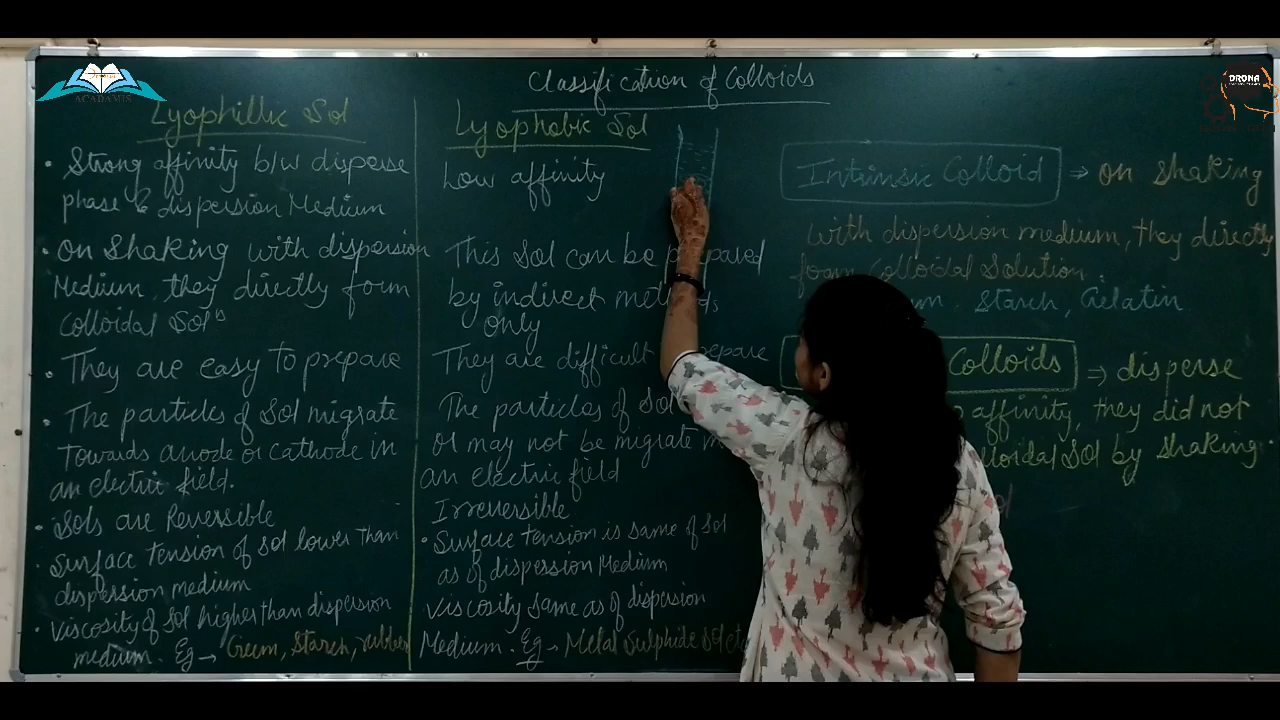 Classification of Colloids
ACADAMIS
DRONA
Lyophillic Sol
• Strong affinity b/w disperse
phase & dispersion Medium
• On Shaking with dispersion
Medium, they directly form
Colloidal Solⁿ
• They are easy to prepare
• The particles of Sol migrate
Towards anode or cathode in
an electric field.
• Sols are Reversible
Surface tension of sol lower than
dispersion medium
• Viscosity of sol higher than dispersion
medium. Eg → Gum, Starch, rubber
Lyophobic Sol
Low affinity
This Sol can be prepared
by indirect methods
only
They are difficult prepare
The particles of Sol
or may not be migrate
an electric field
Irreversible
• Surface tension is same of Sol
as of dispession Medium
Viscosity same as of dispersion
Medium. Eg → Metal Sulphide Sol etc
Intrinsic Colloid ⇒ on shaking
with dispersion medium, they directly
form Colloidal Solution.
Starch, Gelatin
Colloids ⇒ disperse
affinity, they did not
Sol by shaking.